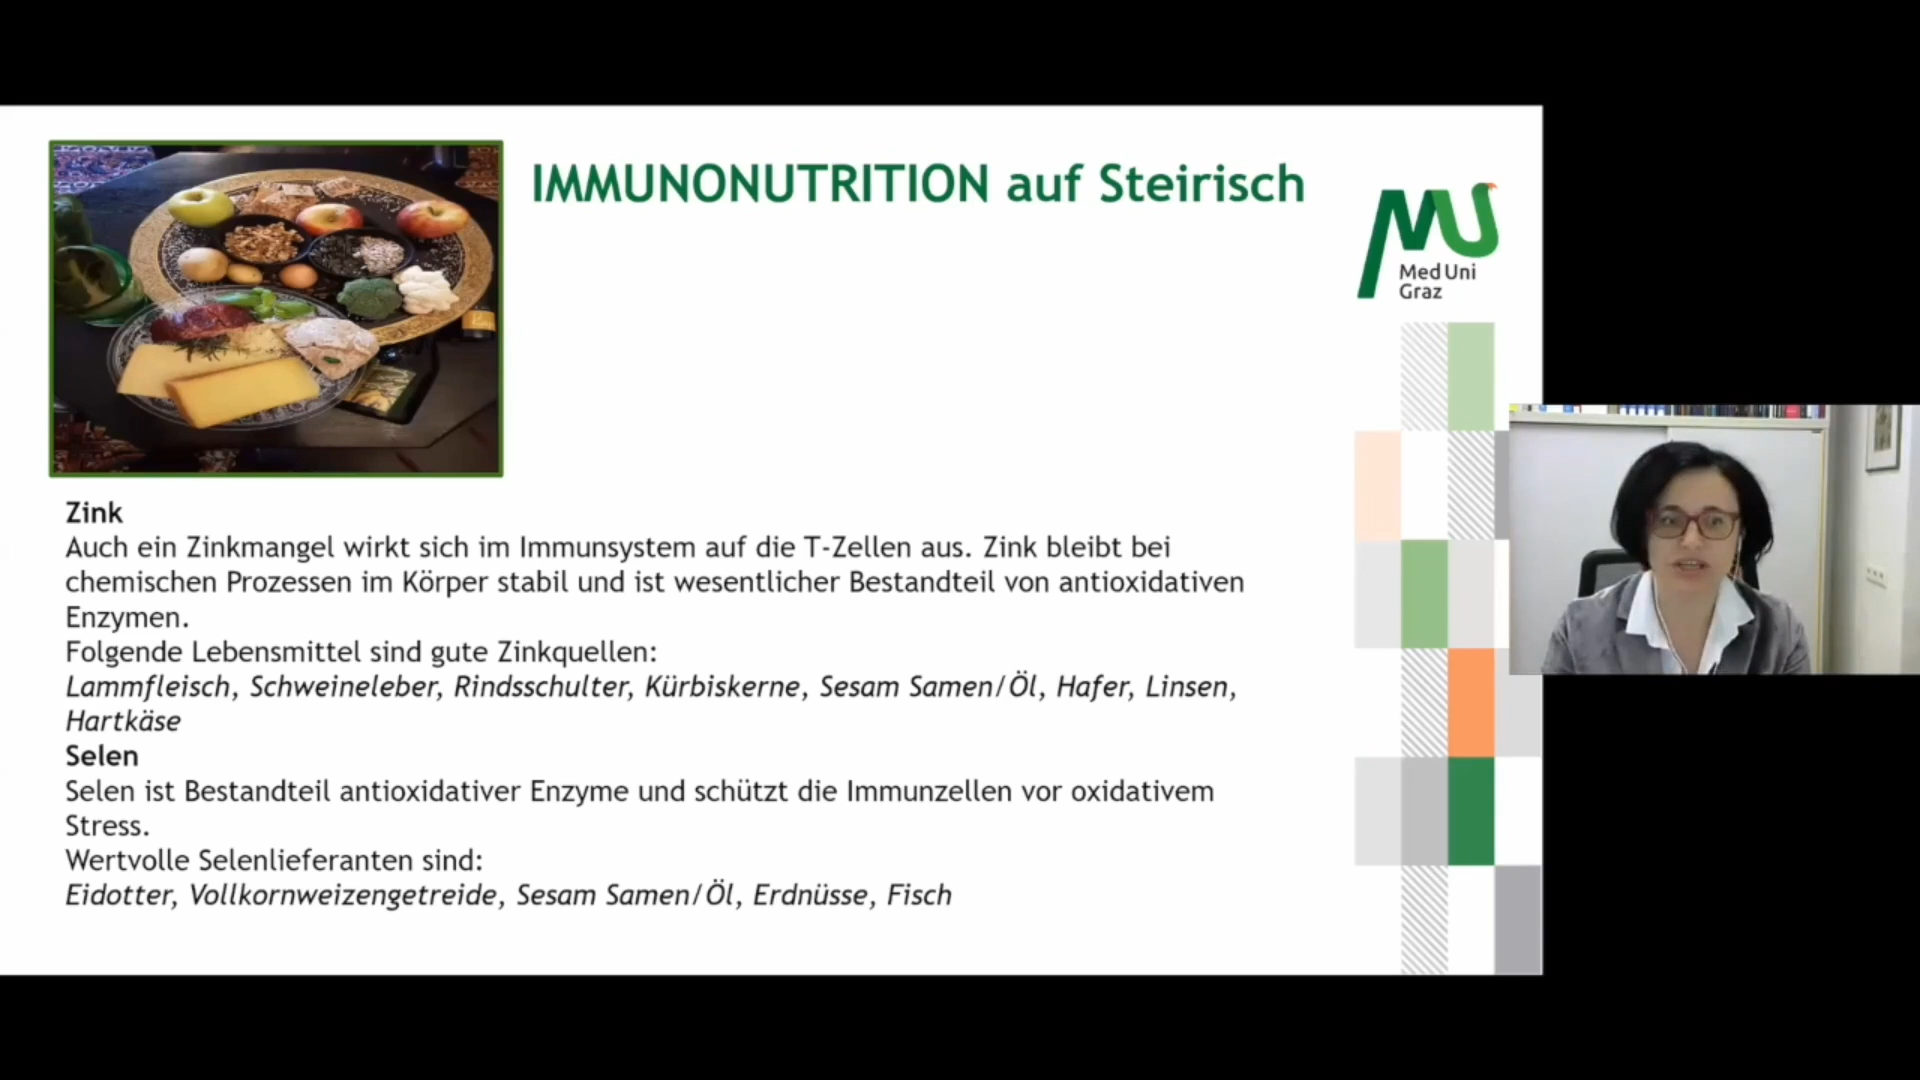 IMMUNONUTRITION auf Steirisch
Med Uni
Graz
Zink
Auch ein Zinkmangel wirkt sich im Immunsystem auf die T-Zellen aus. Zink bleibt bei
chemischen Prozessen im Körper stabil und ist wesentlicher Bestandteil von antioxidativen
Enzymen.
Folgende Lebensmittel sind gute Zinkquellen:
Lammfleisch, Schweineleber, Rindsschulter, Kürbiskerne, Sesam Samen/Öl, Hafer, Linsen,
Hartkäse
Selen
Selen ist Bestandteil antioxidativer Enzyme und schützt die Immunzellen vor oxidativem
Stress.
Wertvolle Selenlieferanten sind:
Eidotter, Vollkornweizengetreide, Sesam Samen/Öl, Erdnüsse, Fisch